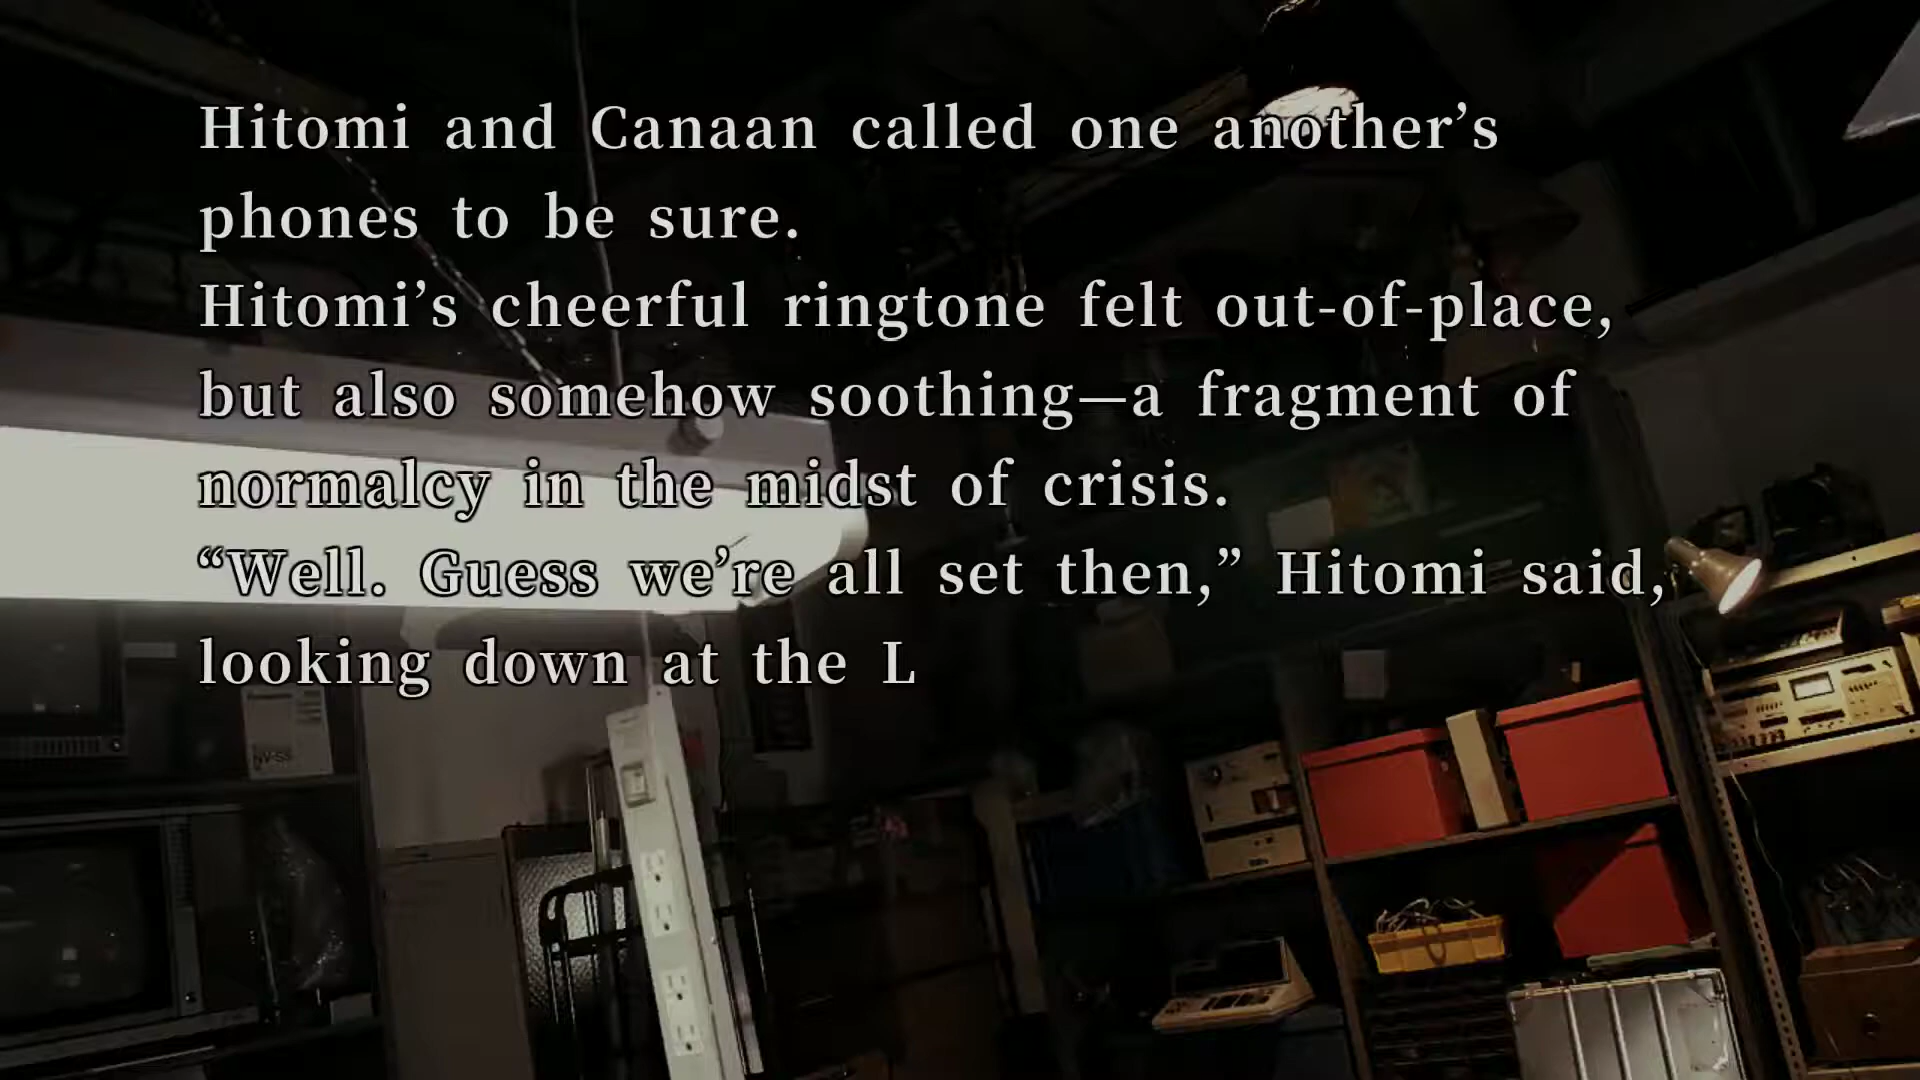 Hitomi and Canaan called one another’s
phones to be sure.
Hitomi’s cheerful ringtone felt out-of-place,
but also somehow soothing—a fragment of
normalcy in the midst of crisis.
“Well. Guess we’re all set then,” Hitomi said,
looking down at the L